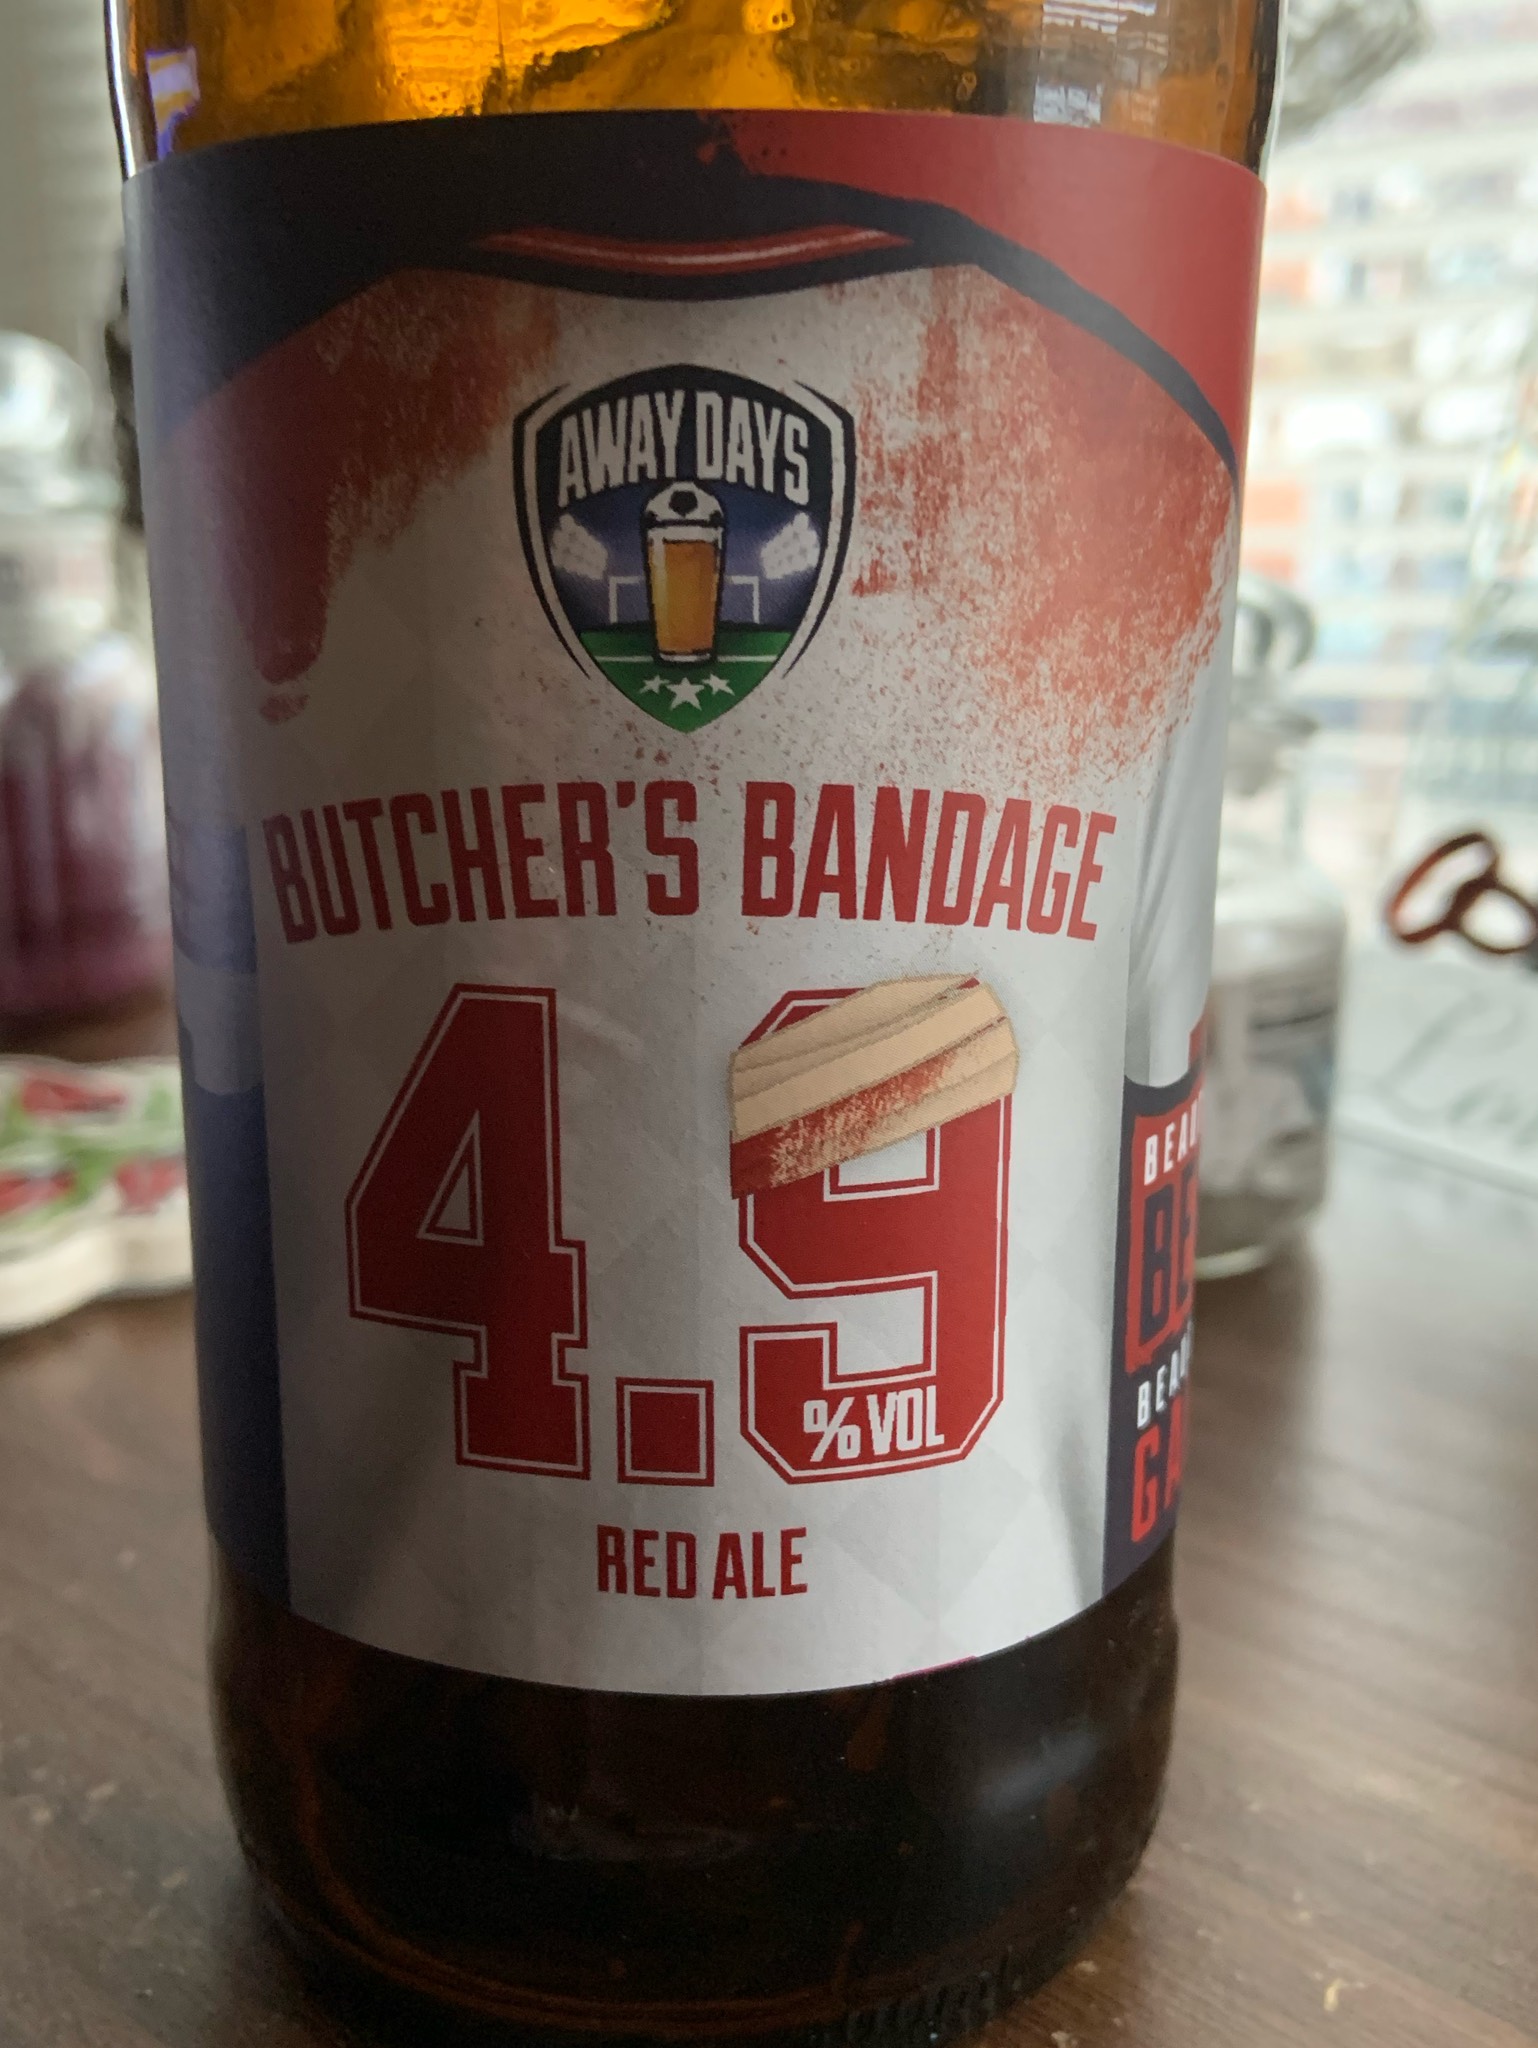 AWAY DAYS
BUTCHER'S BANDAGE
4.9
% VOL
RED ALE